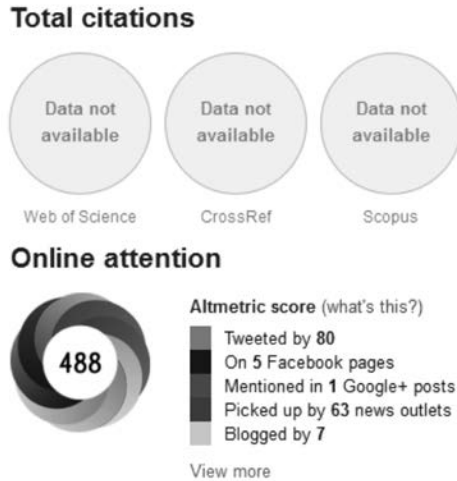 Total citations
Data not
available
Data not
available
Data not
available
Web of Science
CrossRef
Scopus
Online attention
488
Altmetric score (what's this?)
Tweeted by 80
On 5 Facebook pages
Mentioned in 1 Google+ posts
Picked up by 63 news outlets
Blogged by 7
View more